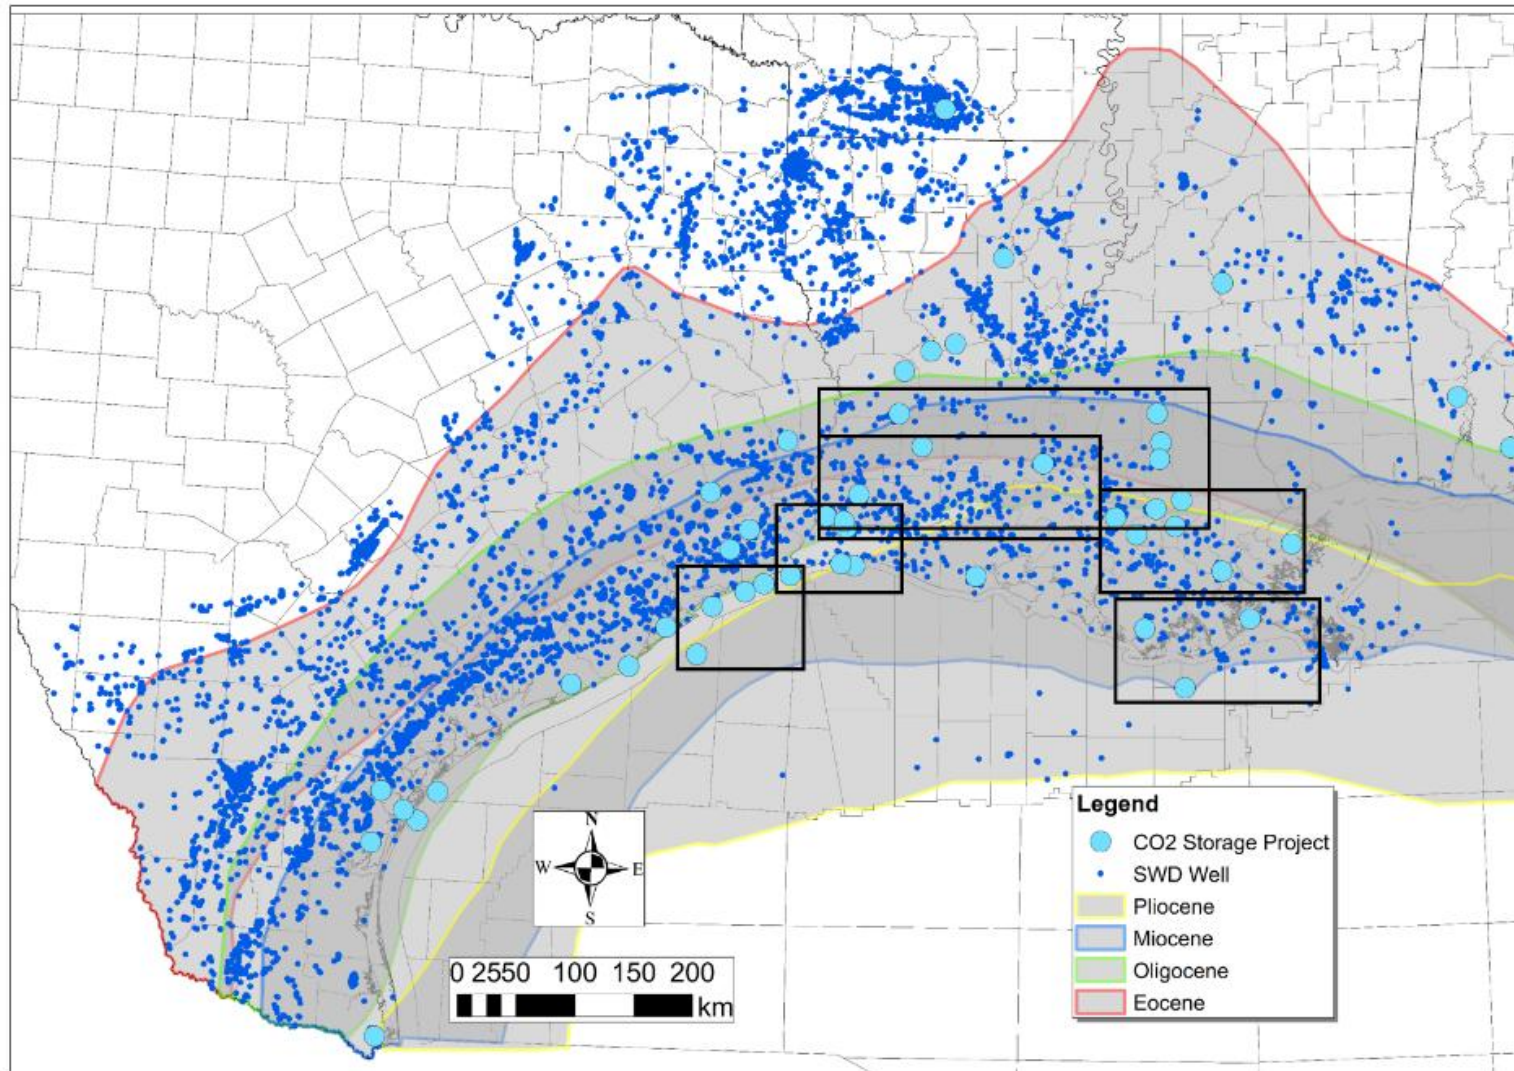 N
W E
S
0 2550 100 150 200
km
Legend
CO2 Storage Project
SWD Well
Pliocene
Miocene
Oligocene
Eocene